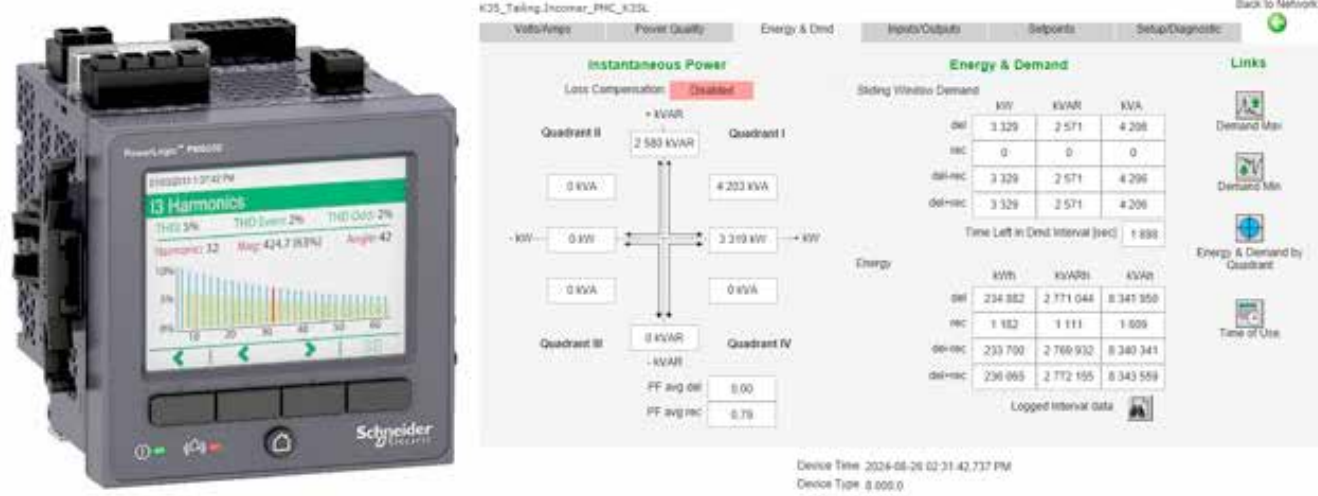 PowerLogic™ PM8000
I3 Harmonics
THD: 5% THD Even: 2% THD Odd: 2%
Harmonic: 32 Mag: 424.7 (63%) Angle: 42
10%
5%
0%
10 20 30 40 50 60
Schneider
Electric
K35_Tailing.Incomer_PMC_K35L
Back to Network
Volts/Amps Power Quality Energy & Dmd Inputs/Outputs Setpoints Setup/Diagnostic
Instantaneous Power
Loss Compensation: Disabled
+ kVAR
Quadrant II
2 580 kVAR
Quadrant I
0 kVA
4 203 kVA
- kW
0 kW
3 319 kW
+ kW
0 kVA
0 kVA
Quadrant III
0 kVAR
Quadrant IV
- kVAR
PF avg del 0.00
PF avg rec 0.79
Energy & Demand
Sliding Window Demand
kW kVAR kVA
del 3 329 2 571 4 206
rec 0 0 0
del-rec 3 329 2 571 4 206
del+rec 3 329 2 571 4 206
Time Left in Dmd Interval [sec] 1 698
Energy
kWh kVARh kVAh
del 234 882 2 771 044 8 341 950
rec 1 182 1 111 1 609
del-rec 233 700 2 769 932 8 340 341
del+rec 236 065 2 772 155 8 343 559
Logged Interval data
Links
Demand Max
Demand Min
Energy & Demand by
Quadrant
Time of Use
Device Time 2024-08-26 02:31:42.737 PM
Device Type 8 000.0